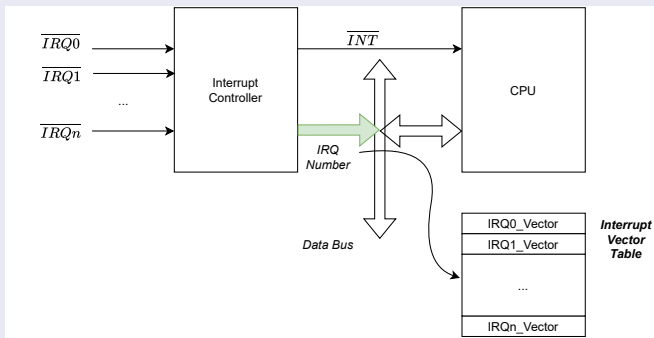 IRQ0
INT
IRQ1
Interrupt
Controller
CPU
...
IRQn
IRQ
Number
IRQ0_Vector
Interrupt
Vector
Table
Data Bus
IRQ1_Vector
...
IRQn_Vector